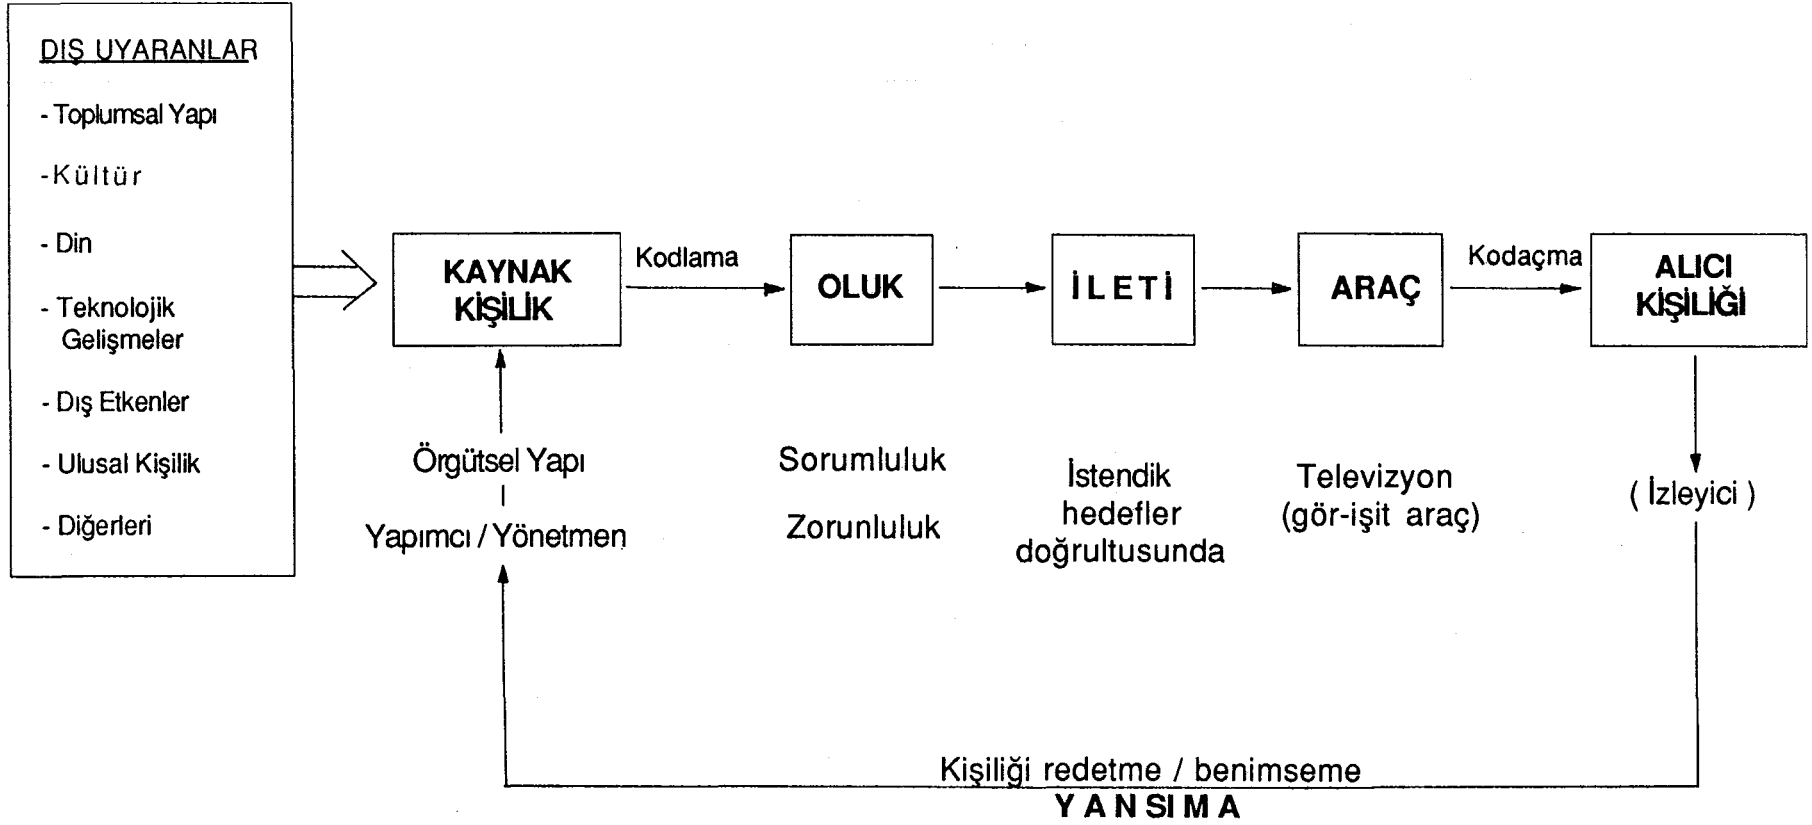 DIŞ UYARANLAR
- Toplumsal Yapı
-Kültür
- Din
- Teknolojik
Gelişmeler
- Dış Etkenler
- Ulusal Kişilik
- Diğerleri
KAYNAK
KİŞİLİK
Kodlama
OLUK
İLETİ
ARAÇ
Kodaçma
ALICI
KİŞİLİĞİ
Örgütsel Yapı
Yapımcı / Yönetmen
Sorumluluk
Zorunluluk
İstendik
hedefler
doğrultusunda
Televizyon
(gör-işit araç)
( İzleyici )
Kişiliği redetme / benimseme
YANSIMA